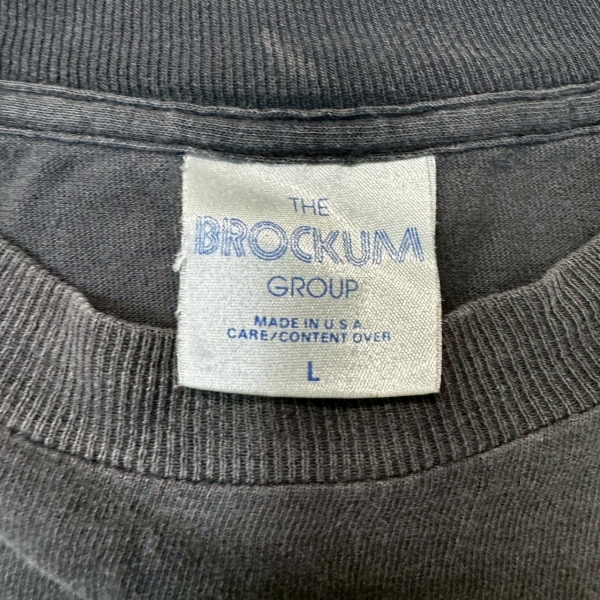 THE
BROCKUM
GROUP
MADE IN U.S.A.
CARE/CONTENT OVER
L